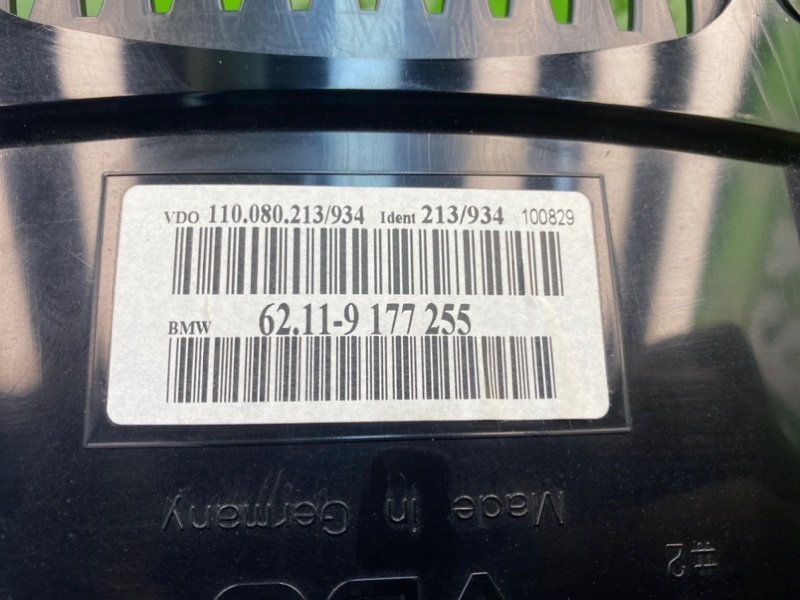 VDO 110.080.213/934 Ident 213/934 100829
BMW 62.11-9 177 255
Made In Germany
#2
VDO